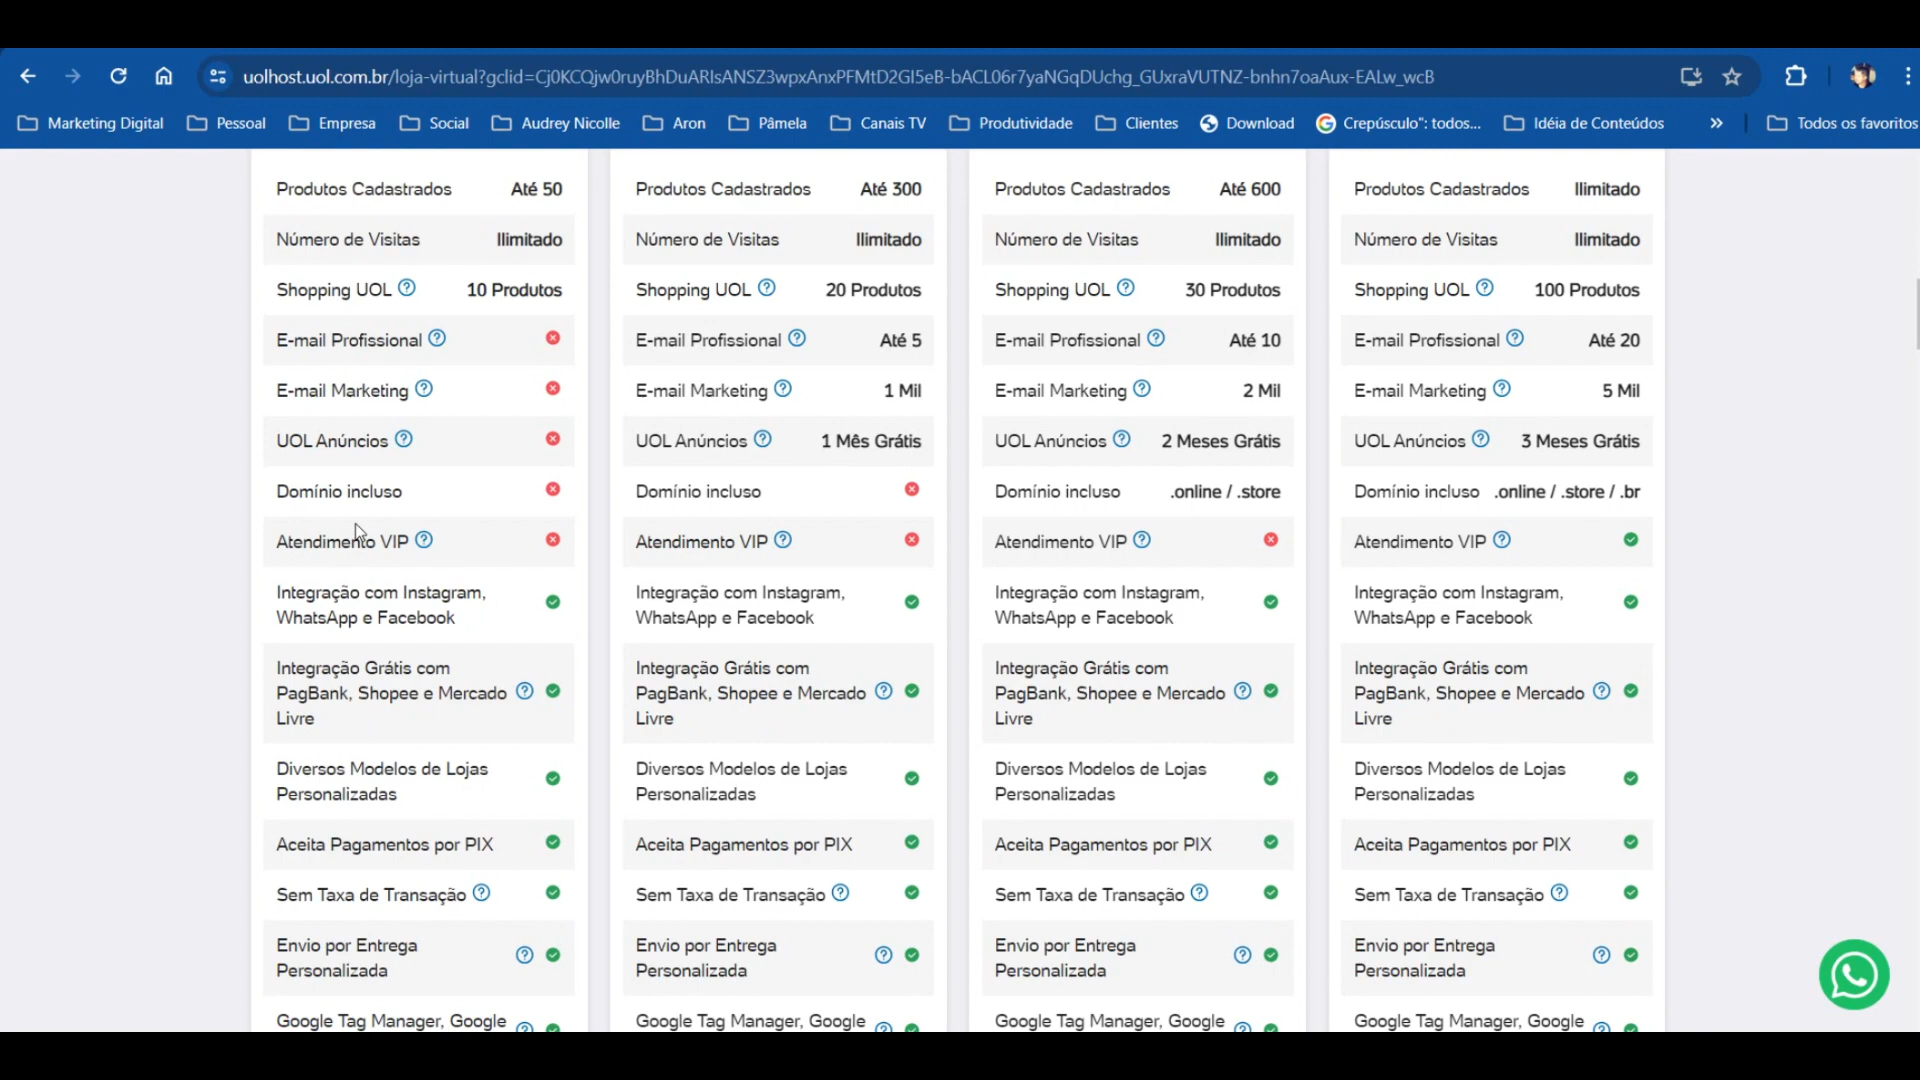 uolhost.uol.com.br/loja-virtual?gclid=Cj0KCQjw0ruyBhDuARIsANSZ3wpxAnxPFMtD2GI5eB-bACL06r7yaNGqDUchg_GUxraVUTNZ-bnhn7oaAux-EALw_wcB
Marketing Digital Pessoal Empresa Social Audrey Nicolle Aron Pâmela Canais TV Produtividade Clientes Download Crepúsculo": todos... Idéia de Conteúdos » Todos os favoritos
Produtos Cadastrados Até 50
Número de Visitas Ilimitado
Shopping UOL 10 Produtos
E-mail Profissional
E-mail Marketing
UOL Anúncios
Domínio incluso
Atendimento VIP
Integração com Instagram,
WhatsApp e Facebook
Integração Grátis com
PagBank, Shopee e Mercado
Livre
Diversos Modelos de Lojas
Personalizadas
Aceita Pagamentos por PIX
Sem Taxa de Transação
Envio por Entrega
Personalizada
Google Tag Manager, Google
Produtos Cadastrados Até 300
Número de Visitas Ilimitado
Shopping UOL 20 Produtos
E-mail Profissional Até 5
E-mail Marketing 1 Mil
UOL Anúncios 1 Mês Grátis
Domínio incluso
Atendimento VIP
Integração com Instagram,
WhatsApp e Facebook
Integração Grátis com
PagBank, Shopee e Mercado
Livre
Diversos Modelos de Lojas
Personalizadas
Aceita Pagamentos por PIX
Sem Taxa de Transação
Envio por Entrega
Personalizada
Google Tag Manager, Google
Produtos Cadastrados Até 600
Número de Visitas Ilimitado
Shopping UOL 30 Produtos
E-mail Profissional Até 10
E-mail Marketing 2 Mil
UOL Anúncios 2 Meses Grátis
Domínio incluso .online / .store
Atendimento VIP
Integração com Instagram,
WhatsApp e Facebook
Integração Grátis com
PagBank, Shopee e Mercado
Livre
Diversos Modelos de Lojas
Personalizadas
Aceita Pagamentos por PIX
Sem Taxa de Transação
Envio por Entrega
Personalizada
Google Tag Manager, Google
Produtos Cadastrados Ilimitado
Número de Visitas Ilimitado
Shopping UOL 100 Produtos
E-mail Profissional Até 20
E-mail Marketing 5 Mil
UOL Anúncios 3 Meses Grátis
Domínio incluso .online / .store / .br
Atendimento VIP
Integração com Instagram,
WhatsApp e Facebook
Integração Grátis com
PagBank, Shopee e Mercado
Livre
Diversos Modelos de Lojas
Personalizadas
Aceita Pagamentos por PIX
Sem Taxa de Transação
Envio por Entrega
Personalizada
Google Tag Manager, Google